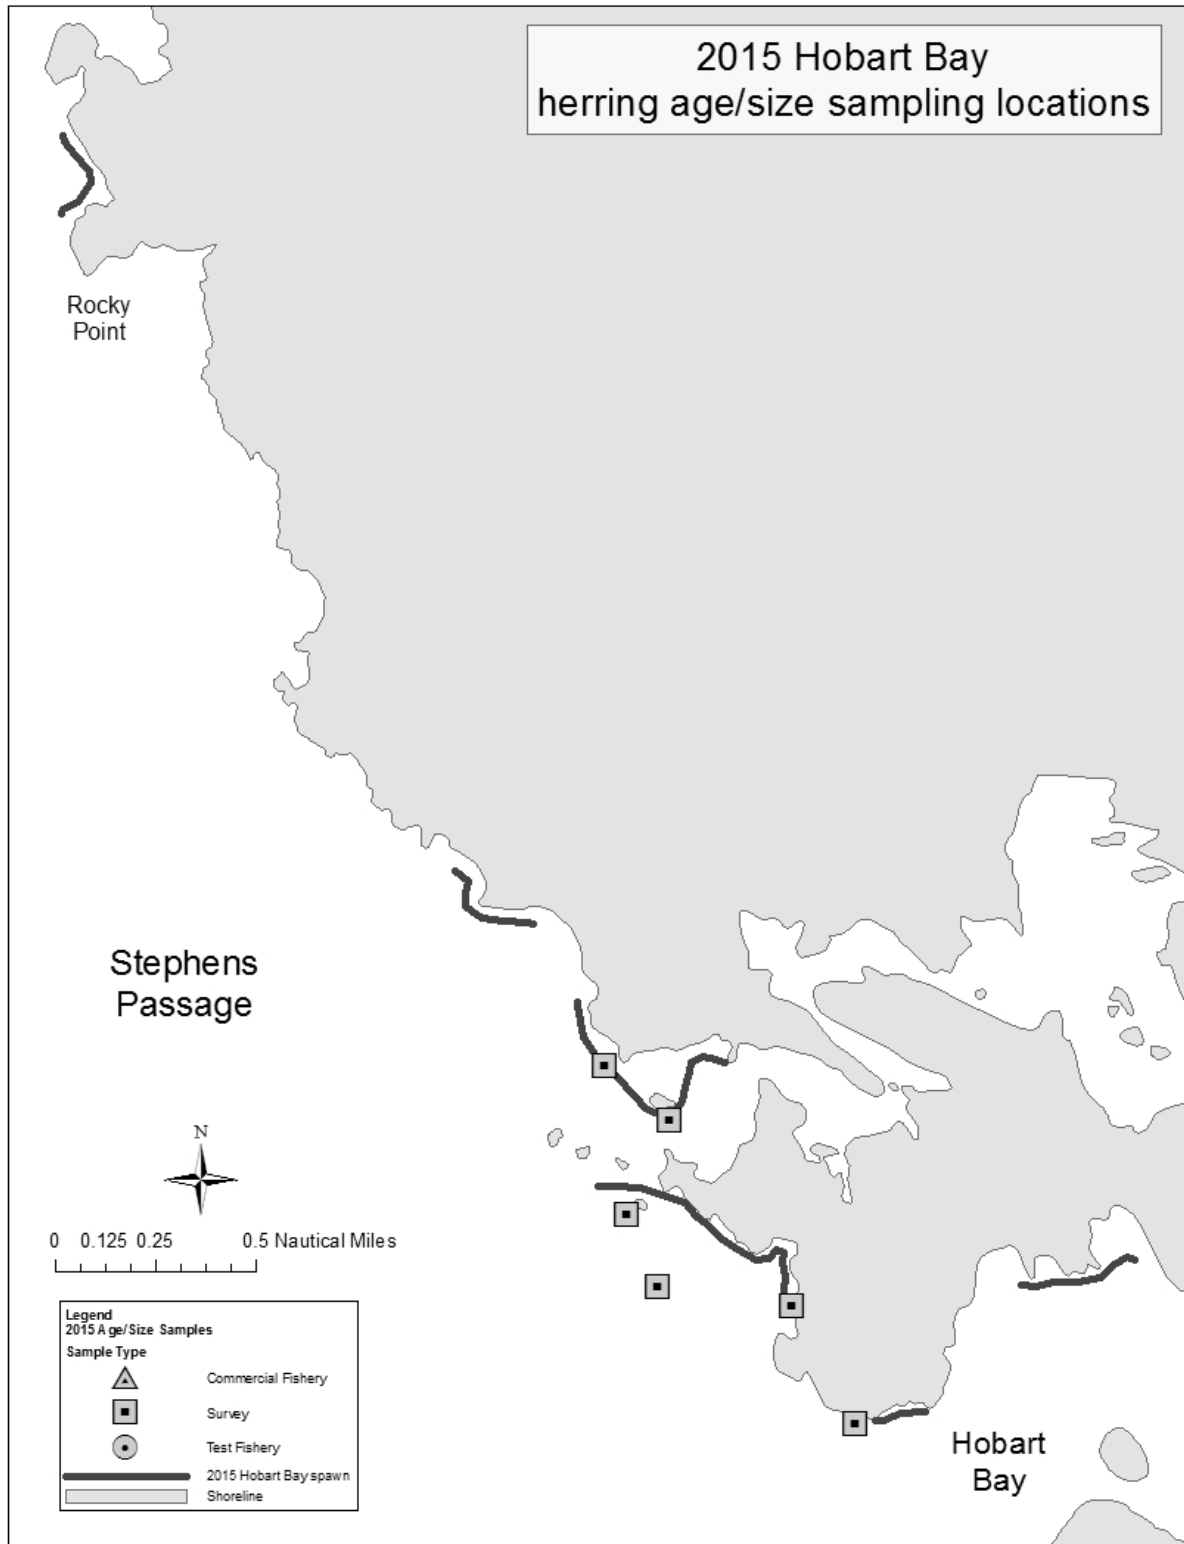 2015 Hobart Bay
herring age/size sampling locations
Rocky
Point
Stephens
Passage
N
0 0.125 0.25 0.5 Nautical Miles
Legend
2015 Age/Size Samples
Sample Type
Commercial Fishery
Survey
Test Fishery
2015 Hobart Bay spawn
Shoreline
Hobart
Bay